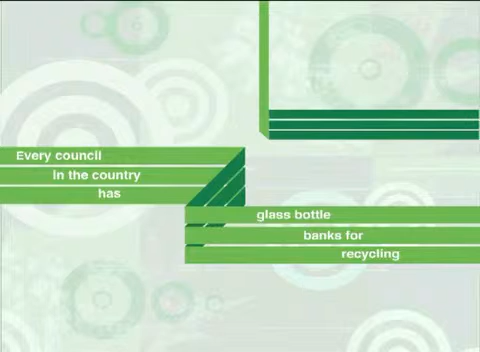 Every council
in the country
has
glass bottle
banks for
recycling